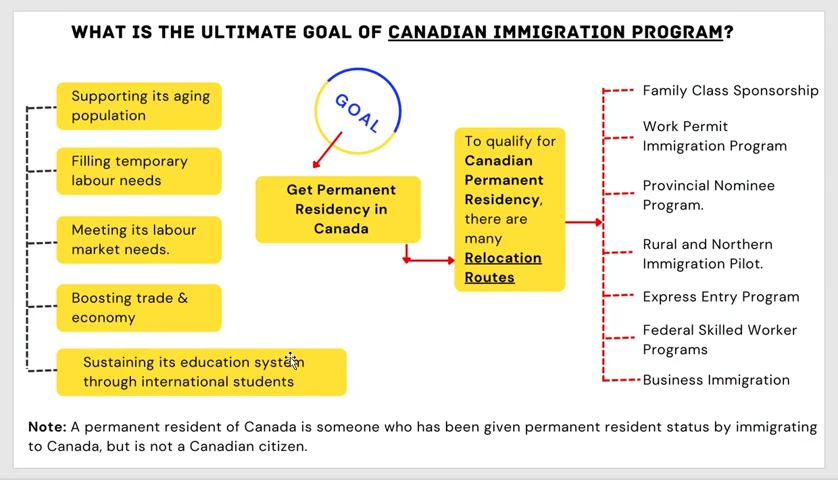 WHAT IS THE ULTIMATE GOAL OF CANADIAN IMMIGRATION PROGRAM?
Supporting its aging
population
Filling temporary
labour needs
Meeting its labour
market needs.
Boosting trade &
economy
Sustaining its education system
through international students
GOAL
Get Permanent
Residency in
Canada
To qualify for
Canadian
Permanent
Residency,
there are
many
Relocation
Routes
Family Class Sponsorship
Work Permit
Immigration Program
Provincial Nominee
Program.
Rural and Northern
Immigration Pilot.
Express Entry Program
Federal Skilled Worker
Programs
Business Immigration
Note: A permanent resident of Canada is someone who has been given permanent resident status by immigrating
to Canada, but is not a Canadian citizen.